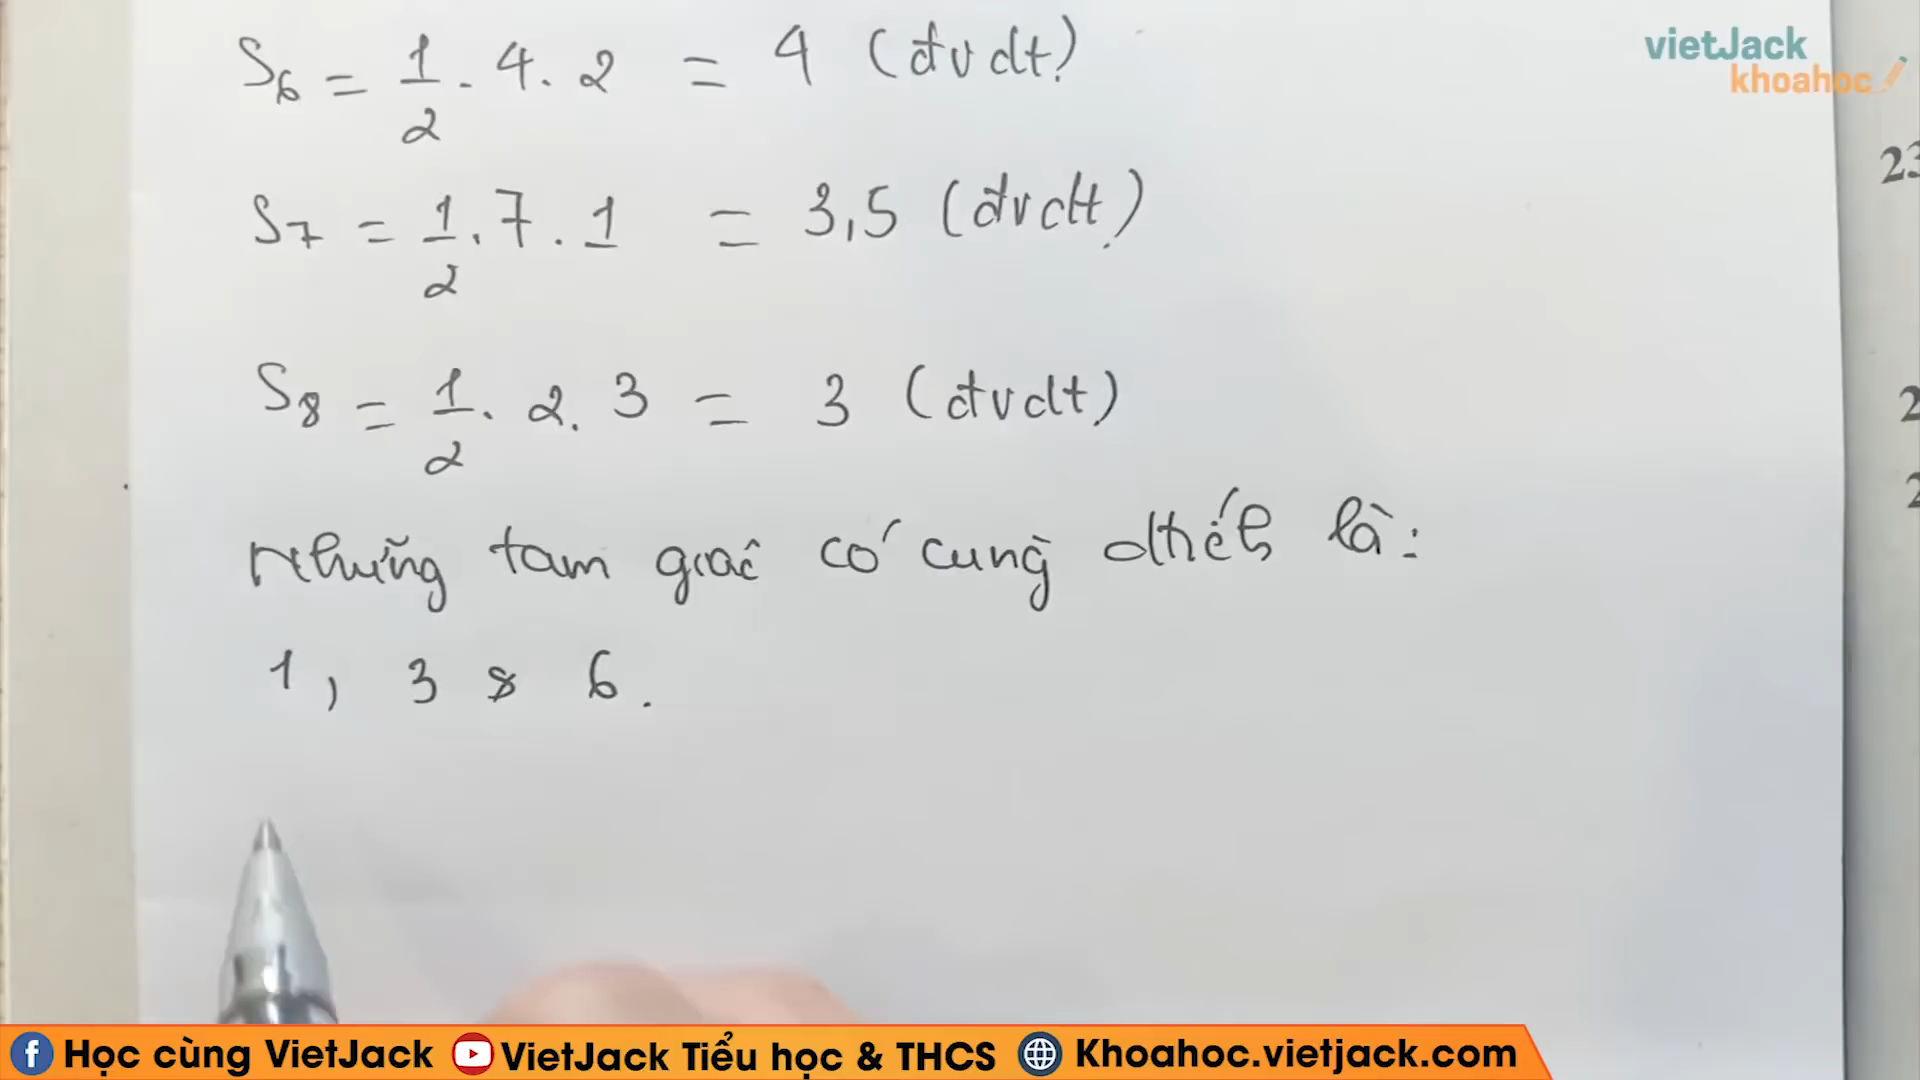 vietJack
khoahoc
S6 = 1/2 . 4 . 2 = 4 (đvdt)
S7 = 1/2 . 7 . 1 = 3,5 (đvdt)
S8 = 1/2 . 2 . 3 = 3 (đvdt)
Những tam giác có cùng dtích là:
1, 3 & 6.
Học cùng VietJack VietJack Tiểu học & THCS Khoahoc.vietjack.com